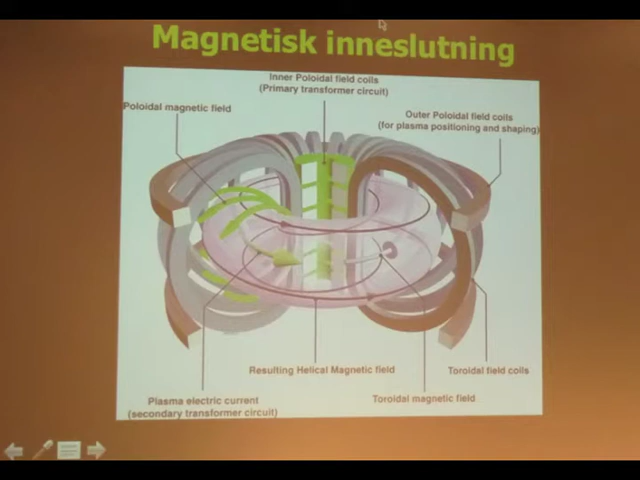 Magnetisk inneslutning
Inner Poloidal field coils
(Primary transformer circuit)
Poloidal magnetic field
Outer Poloidal field coils
(for plasma positioning and shaping)
Resulting Helical Magnetic field
Toroidal field coils
Plasma electric current
(secondary transformer circuit)
Toroidal magnetic field